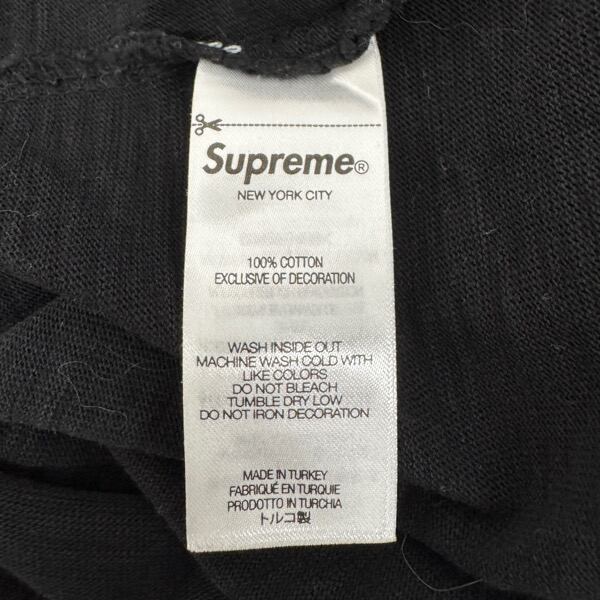 Supreme®
NEW YORK CITY
100% COTTON
EXCLUSIVE OF DECORATION
WASH INSIDE OUT
MACHINE WASH COLD WITH
LIKE COLORS
DO NOT BLEACH
TUMBLE DRY LOW
DO NOT IRON DECORATION
MADE IN TURKEY
FABRIQUÉ EN TURQUIE
PRODOTTO IN TURCHIA
トルコ製